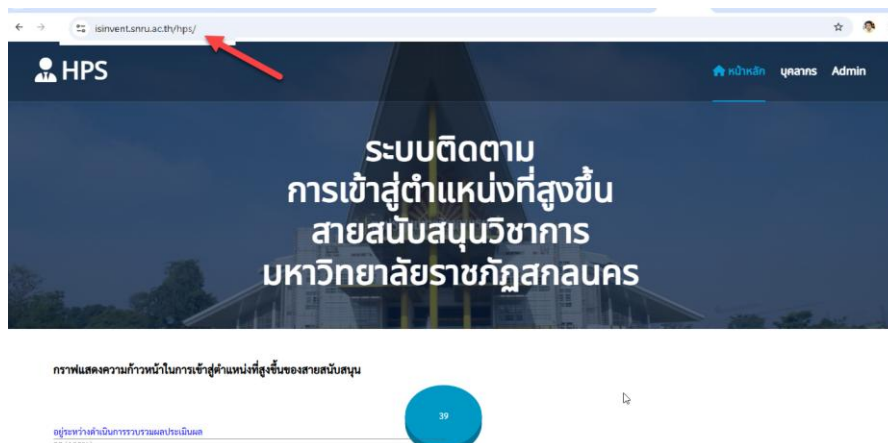 isinvent.snru.ac.th/hps/
HPS
หน้าหลัก บุคลากร Admin
ระบบติดตาม
การเข้าสู่ตำแหน่งที่สูงขึ้น
สายสนับสนุนวิชาการ
มหาวิทยาลัยราชภัฏสกลนคร
กราฟแสดงความก้าวหน้าในการเข้าสู่ตำแหน่งที่สูงขึ้นของสายสนับสนุน
39
อยู่ระหว่างดำเนินการรวบรวมผลประเมินผล